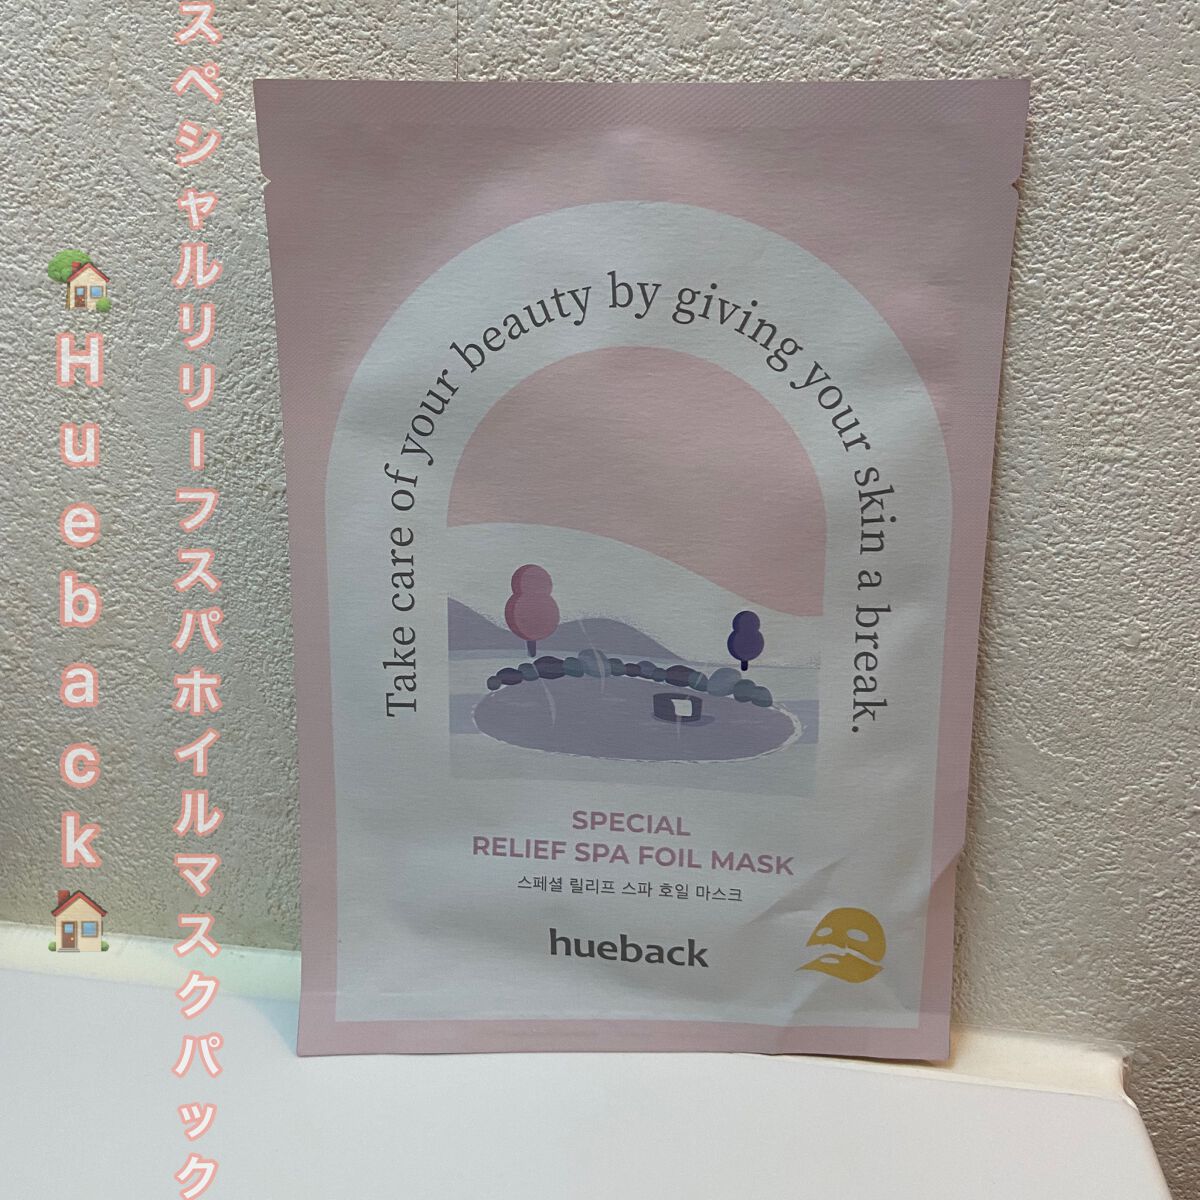 スペシャルリリーフスパホイルマスクパック
Hueback
Take care of your beauty by giving your skin a break.
SPECIAL
RELIEF SPA FOIL MASK
스페셜 릴리프 스파 호일 마스크
hueback